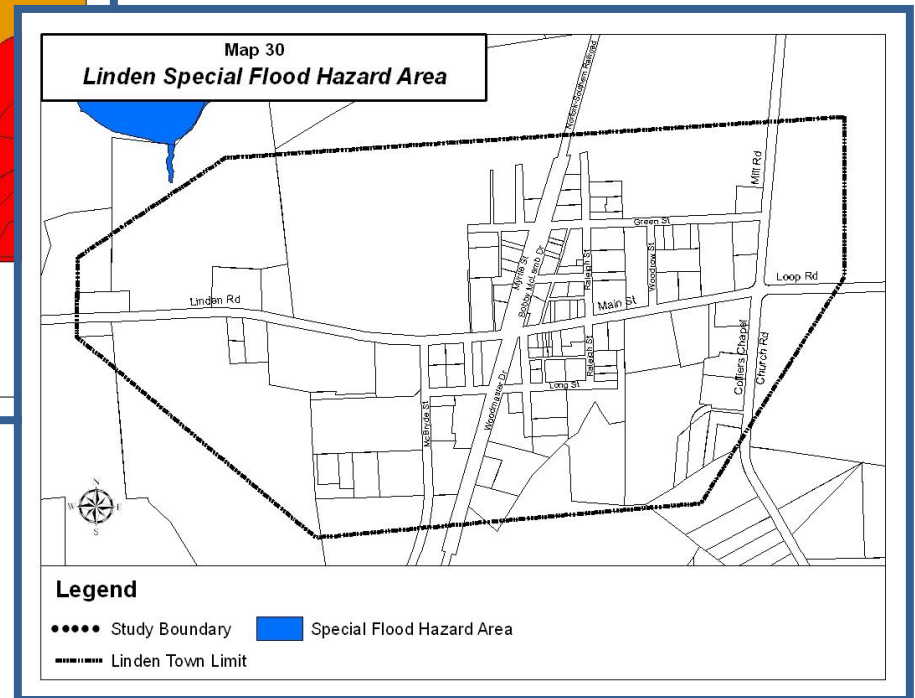 Map 30
Linden Special Flood Hazard Area
Norfolk-Southern Railroad
Mill Rd
Green St
Myrtle St
Bobby McLamb Dr
Raleigh St
Woodrow St
Loop Rd
Linden Rd
Main St
Raleigh St
Colliers Chapel
Church Rd
Long St
Woodmaster Dr
McBryde St
N
W E
S
Legend
Study Boundary
Special Flood Hazard Area
Linden Town Limit